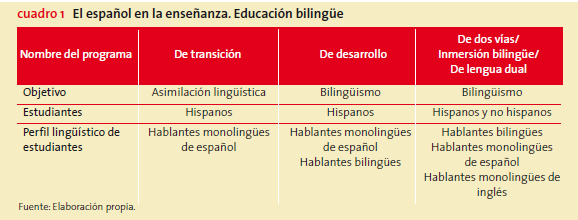 cuadro 1 El español en la enseñanza. Educación bilingüe
Nombre del programa
De transición
De desarrollo
De dos vías/
Inmersión bilingüe/
De lengua dual
Objetivo
Asimilación lingüística
Bilingüismo
Bilingüismo
Estudiantes
Hispanos
Hispanos
Hispanos y no hispanos
Perfil lingüístico de
estudiantes
Hablantes monolingües
de español
Hablantes monolingües
de español
Hablantes bilingües
Hablantes bilingües
Hablantes monolingües
de español
Hablantes monolingües de
inglés
Fuente: Elaboración propia.